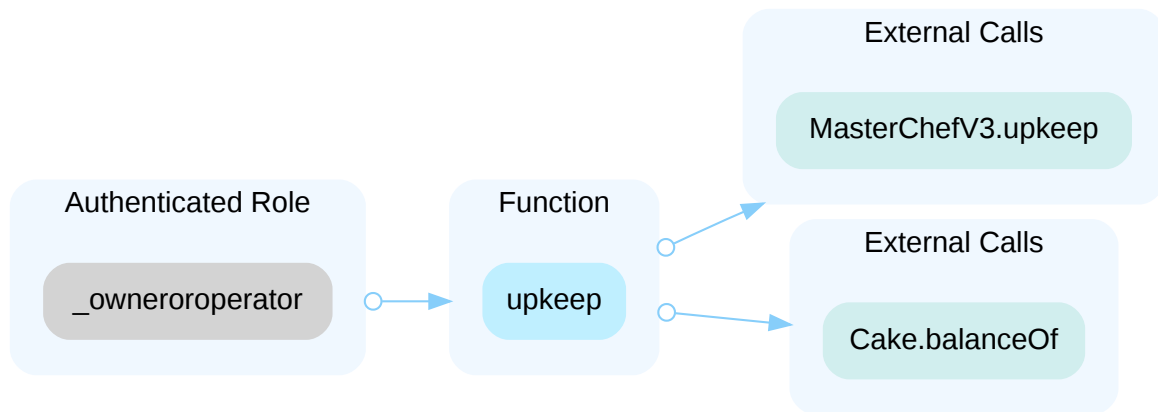 Authenticated Role
_owneroroperator
Function
upkeep
External Calls
MasterChefV3.upkeep
External Calls
Cake.balanceOf